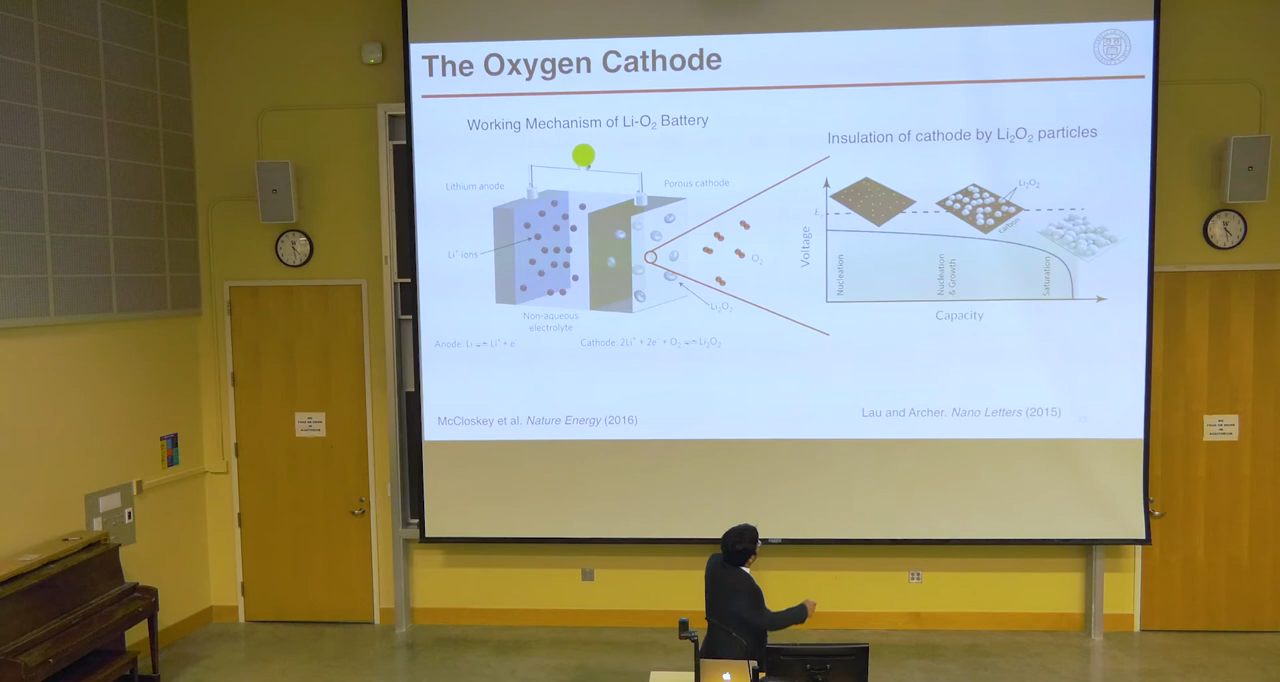 The Oxygen Cathode
Working Mechanism of Li-O₂ Battery
Lithium anode
Porous cathode
Li⁺ ions
O₂
Li₂O₂
Non-aqueous
electrolyte
Anode: Li ⇌ Li⁺ + e⁻
Cathode: 2Li⁺ + 2e⁻ + O₂ ⇌ Li₂O₂
McCloskey et al. Nature Energy (2016)
Insulation of cathode by Li₂O₂ particles
Li₂O₂
carbon
Voltage
Nucleation
Nucleation
& Growth
Saturation
Capacity
Lau and Archer. Nano Letters (2015)
13